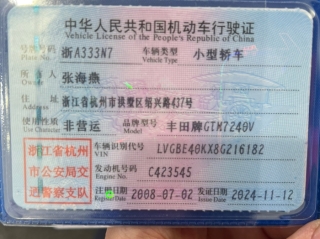 中华人民共和国机动车行驶证
Vehicle License of the People's Republic of China
号牌号码 浙A333N7 车辆类型 小型轿车
Plate No. Vehicle Type
所有人 张海燕
Owner
住址 浙江省杭州市拱墅区绍兴路437号
Address
使用性质 非营运 品牌型号 丰田牌GTM7240V
Use Character Model
浙江省杭州 车辆识别代号 LVGBE40KX8G216182
VIN
市公安局交 发动机号码 C423545
Engine No.
通警察支队 注册日期 2008-07-02 发证日期 2024-11-12
Register Date Issue Date